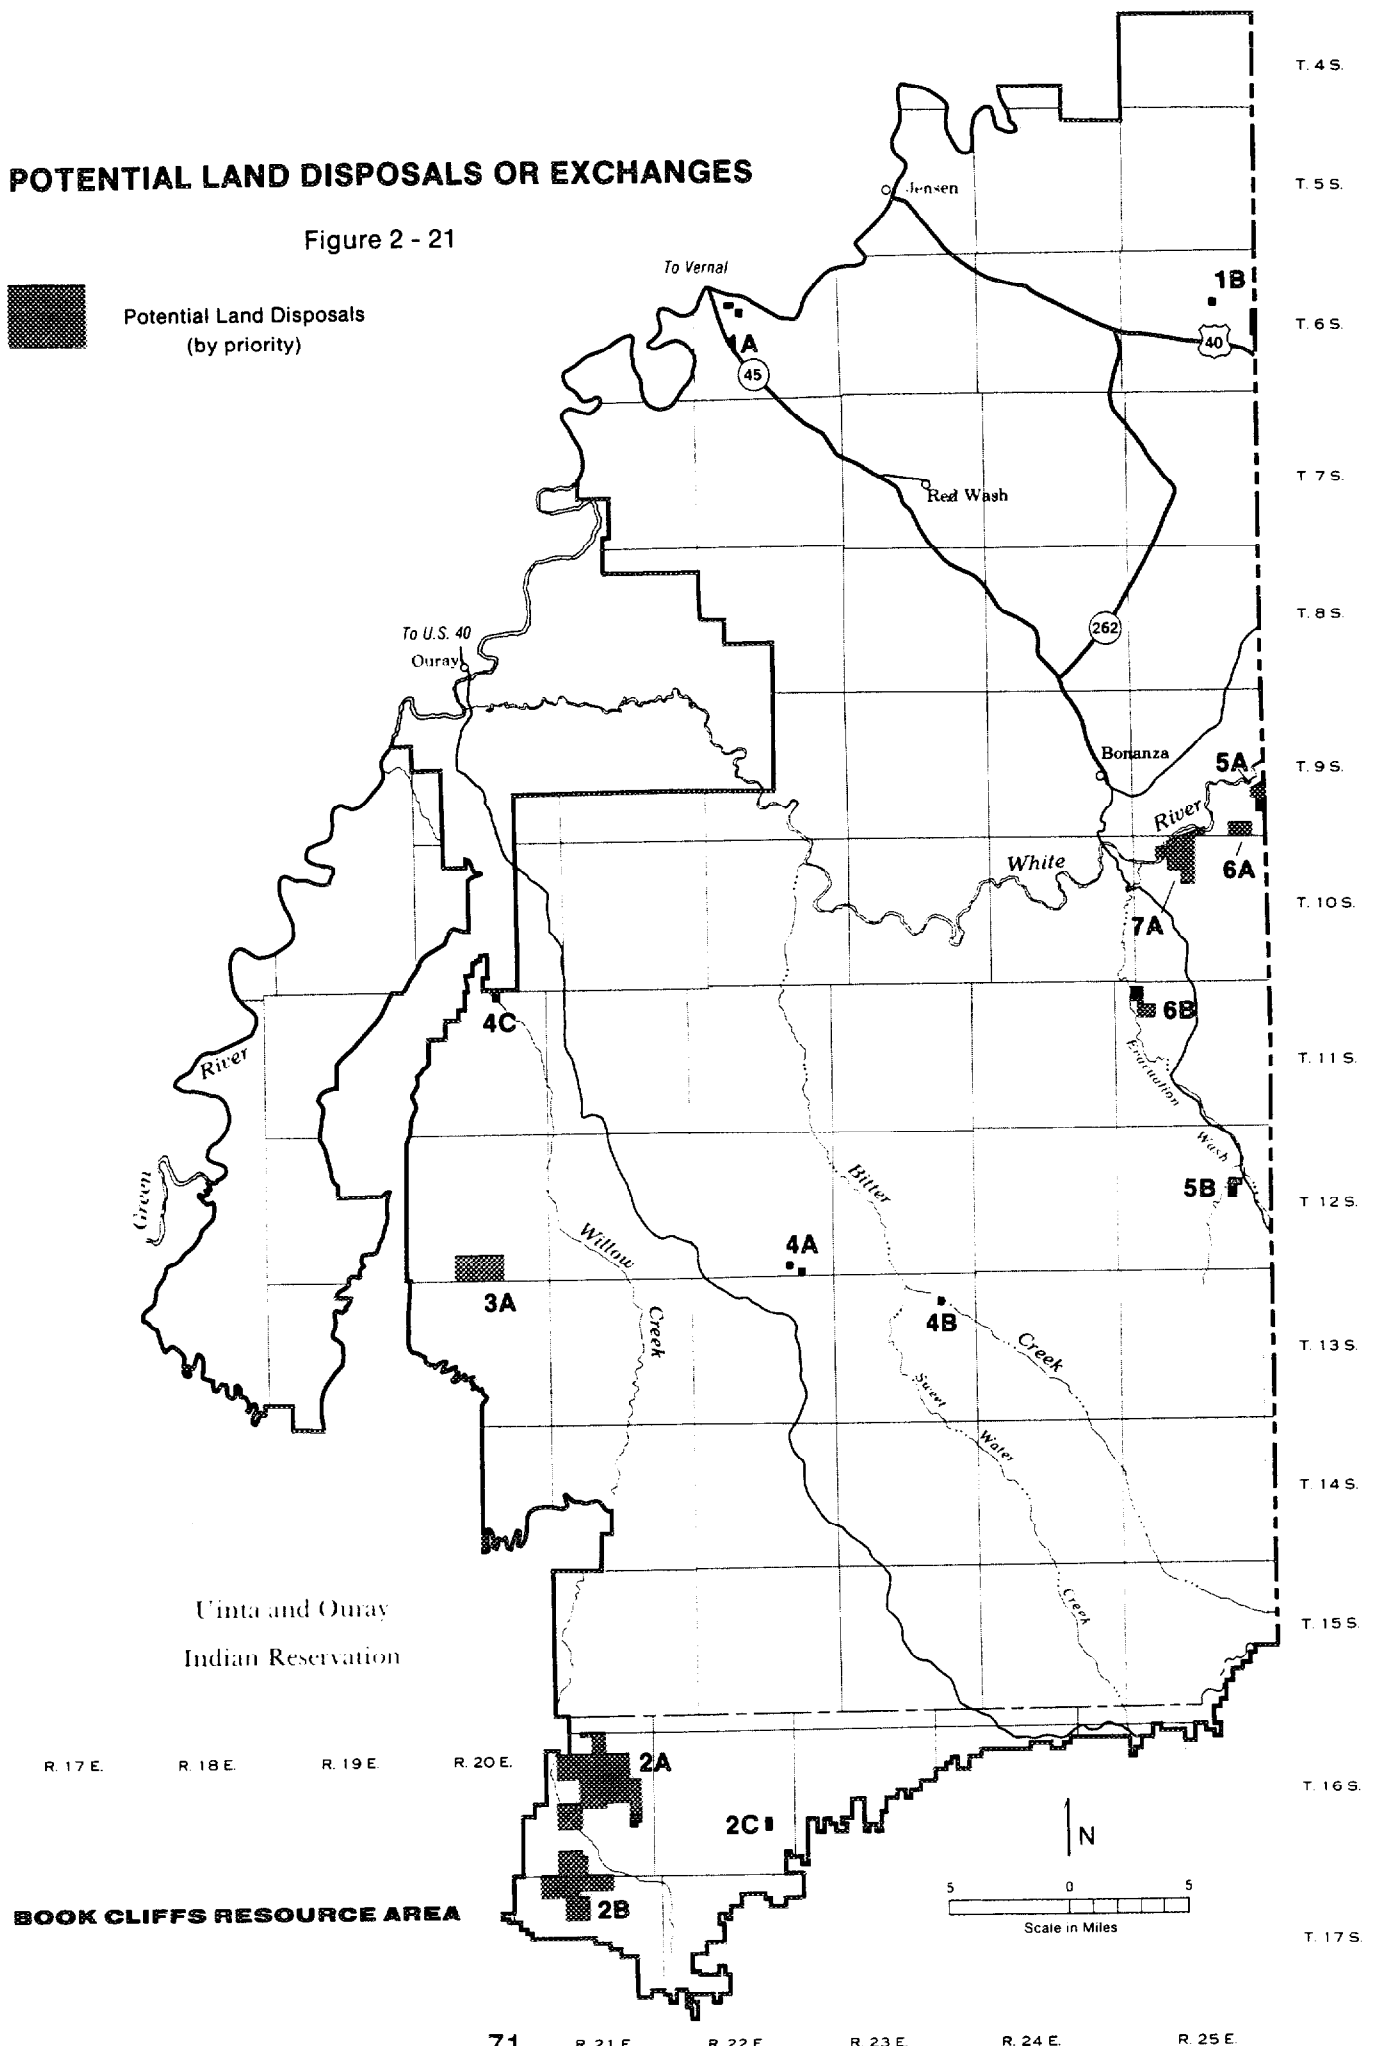 T. 4 S.
POTENTIAL LAND DISPOSALS OR EXCHANGES
Jensen
T. 5 S.
Figure 2 - 21
To Vernal
1B
Potential Land Disposals
(by priority)
T. 6 S.
1A
40
45
T 7 S.
Red Wash
T. 8 S.
262
To U.S. 40
Ouray
Bonanza
5A
T. 9 S.
River
White
6A
T. 10 S.
7A
6B
4C
River
T. 11 S.
Evacuation
Wash
Green
Bitter
5B
T 12 S.
Willow
4A
3A
Creek
4B
Creek
T. 13 S.
Sweet
Water
T. 14 S.
Creek
Uinta and Ouray
Indian Reservation
T. 15 S.
R. 17 E.
R. 18 E.
R. 19 E.
R. 20 E.
2A
T. 16 S.
2C
N
5
0
5
Scale in Miles
2B
BOOK CLIFFS RESOURCE AREA
T. 17 S.
71
R. 21 E.
R. 22 E.
R. 23 E.
R. 24 E.
R. 25 E.